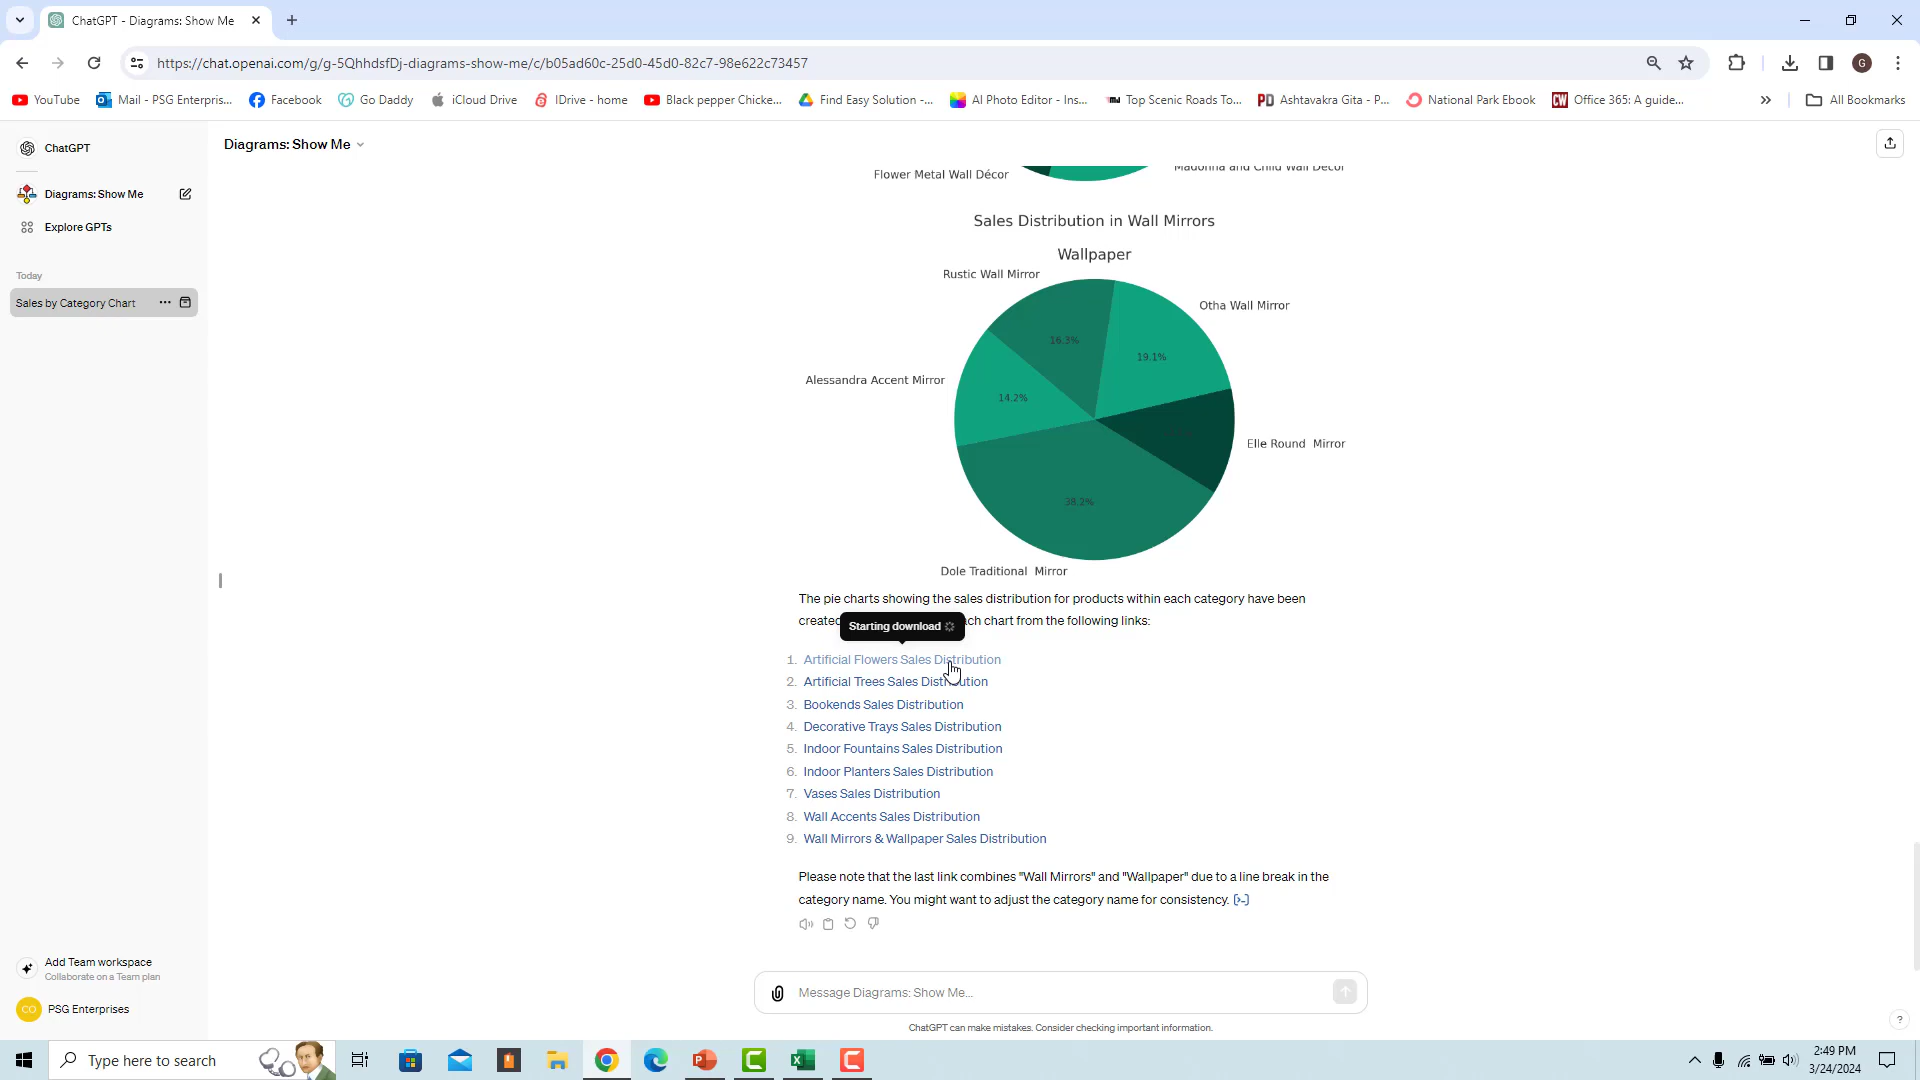 ChatGPT - Diagrams: Show Me
https://chat.openai.com/g/g-5QhhdsfDj-diagrams-show-me/c/b05ad60c-25d0-45d0-82c7-98e622c73457
G
YouTube
Mail - PSG Enterpris...
Facebook
Go Daddy
iCloud Drive
IDrive - home
Black pepper Chicke...
Find Easy Solution -...
AI Photo Editor - Ins...
Top Scenic Roads To...
Ashtavakra Gita - P...
National Park Ebook
Office 365: A guide...
All Bookmarks
ChatGPT
Diagrams: Show Me
Explore GPTs
Today
Sales by Category Chart
Add Team workspace
Collaborate on a Team plan
CO
PSG Enterprises
Diagrams: Show Me
Flower Metal Wall Décor
Madonna and Child Wall Décor
Sales Distribution in Wall Mirrors
Wallpaper
Rustic Wall Mirror
Otha Wall Mirror
16.3%
19.1%
Alessandra Accent Mirror
14.2%
Elle Round  Mirror
38.2%
Dole Traditional  Mirror
The pie charts showing the sales distribution for products within each category have been
created
Starting download
ch chart from the following links:
1. Artificial Flowers Sales Distribution
2. Artificial Trees Sales Distribution
3. Bookends Sales Distribution
4. Decorative Trays Sales Distribution
5. Indoor Fountains Sales Distribution
6. Indoor Planters Sales Distribution
7. Vases Sales Distribution
8. Wall Accents Sales Distribution
9. Wall Mirrors & Wallpaper Sales Distribution
Please note that the last link combines "Wall Mirrors" and "Wallpaper" due to a line break in the
category name. You might want to adjust the category name for consistency.
Message Diagrams: Show Me...
ChatGPT can make mistakes. Consider checking important information.
?
Type here to search
2:49 PM
3/24/2024